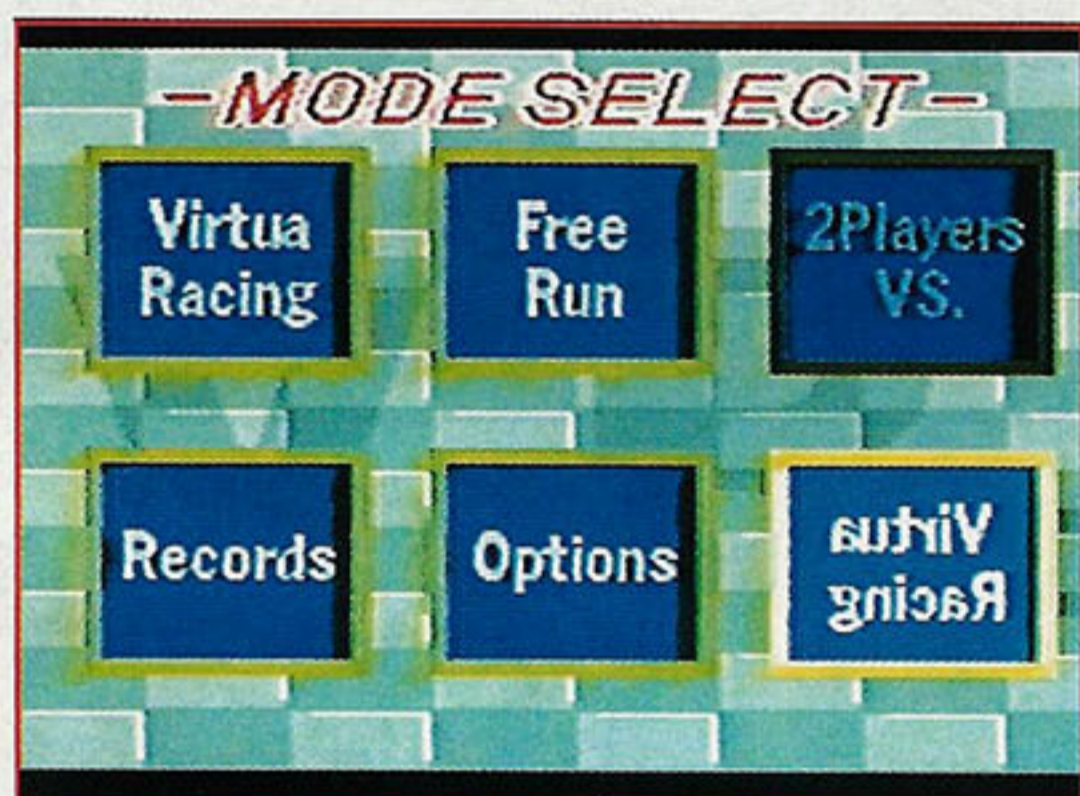 -MODE SELECT-
Virtua
Racing
Free
Run
2Players
VS.
Records
Options
Virtua
Racing